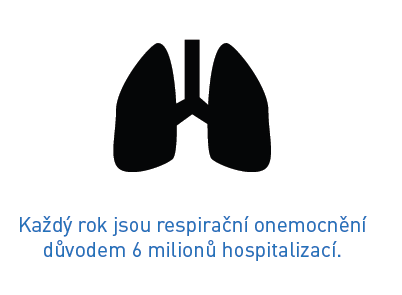 Každý rok jsou respirační onemocnění
důvodem 6 milionů hospitalizací.